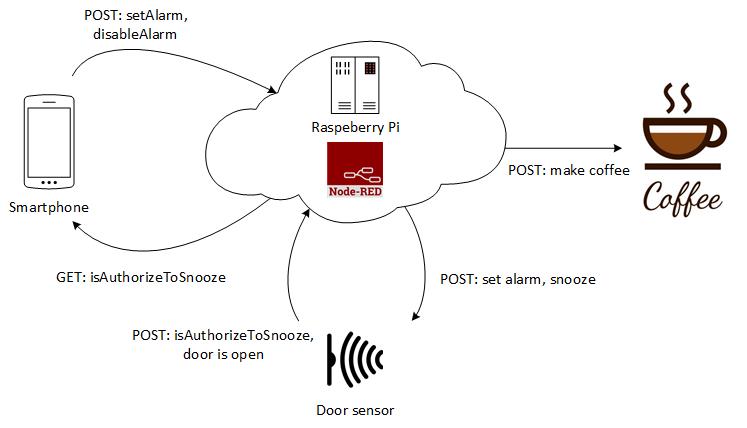 POST: setAlarm,
disableAlarm
Raspeberry Pi
Node-RED
Smartphone
POST: make coffee
Coffee
GET: isAuthorizeToSnooze
POST: set alarm, snooze
POST: isAuthorizeToSnooze,
door is open
Door sensor